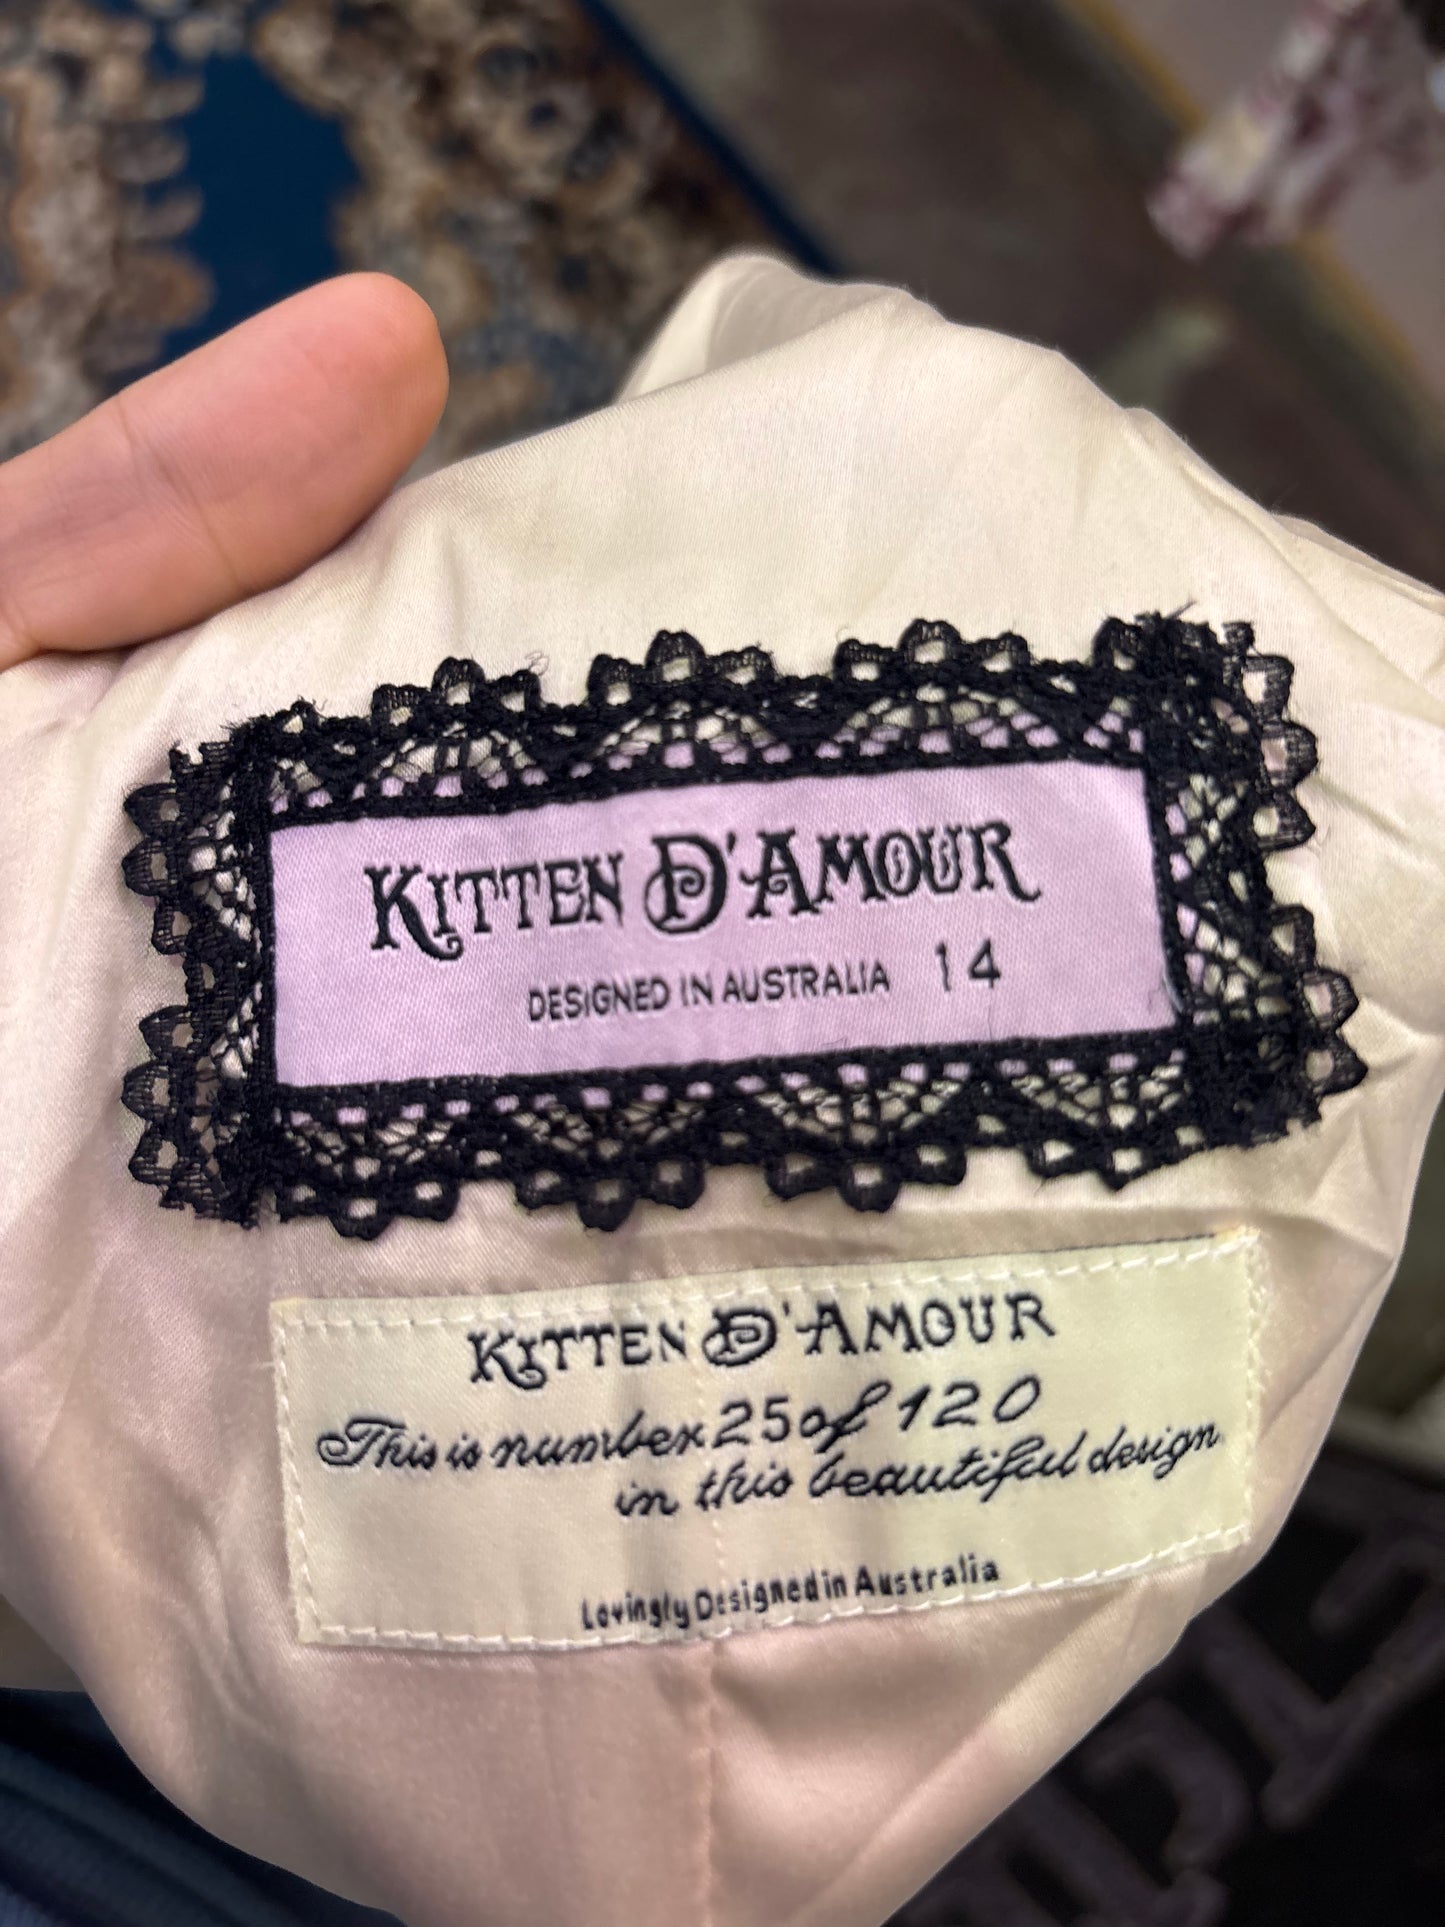 KITTEN D'AMOUR
DESIGNED IN AUSTRALIA 14
KITTEN D'AMOUR
This is number 25 of 120
in this beautiful design.
Lovingly Designed in Australia